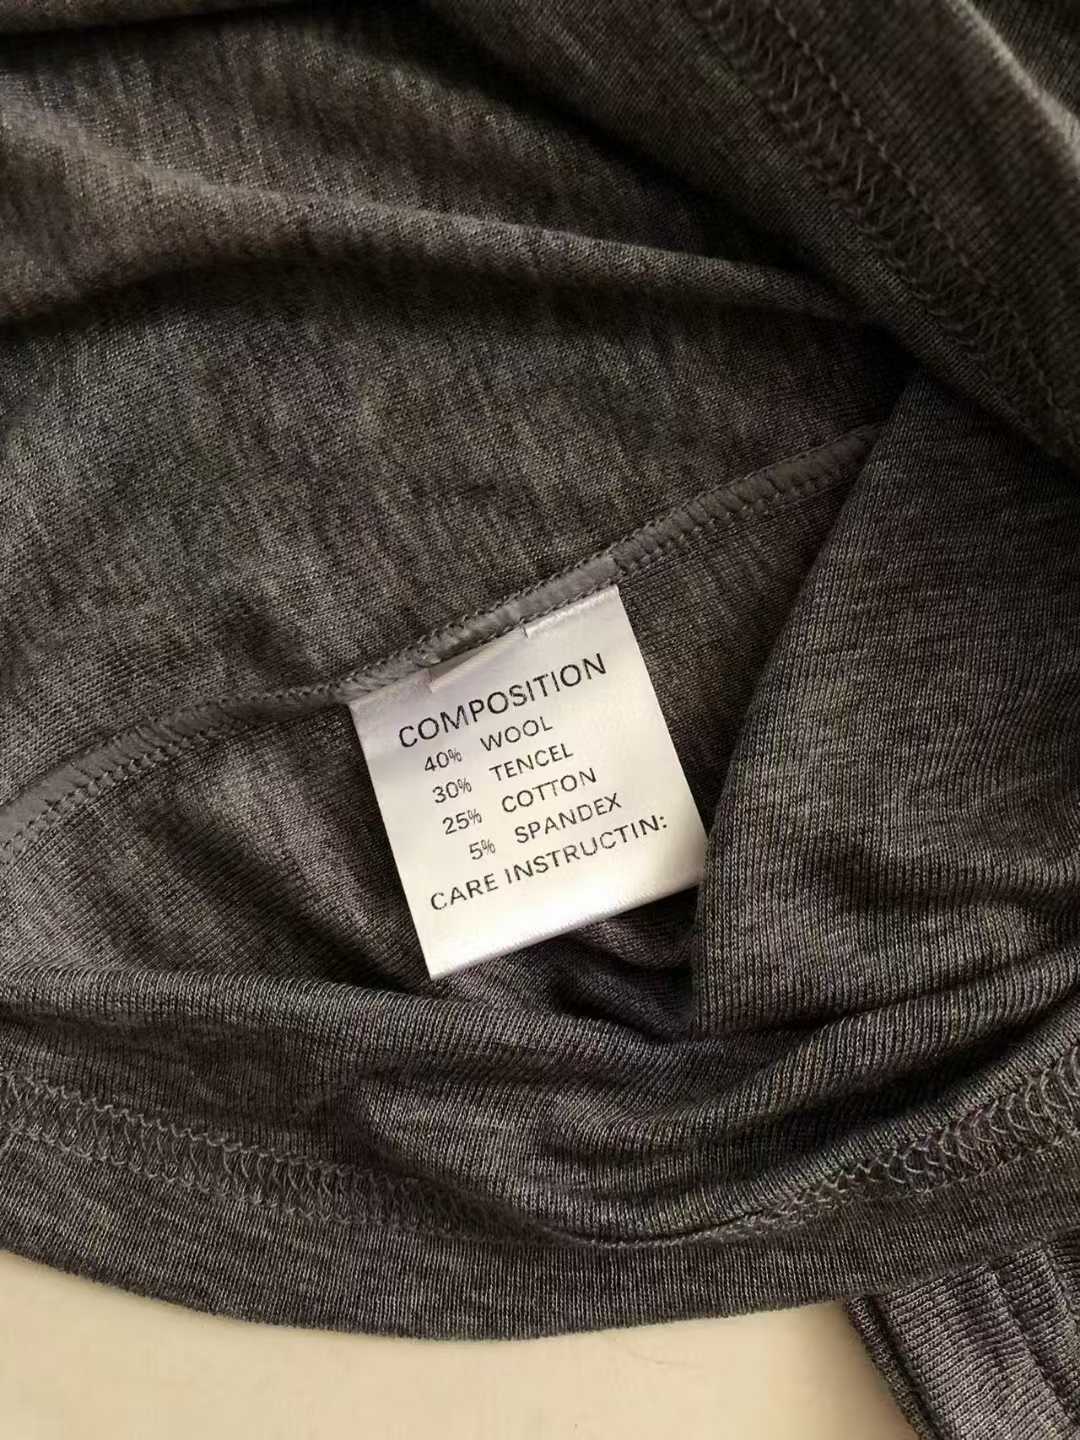 COMPOSITION
40% WOOL
30% TENCEL
25% COTTON
5% SPANDEX
CARE INSTRUCTIN: